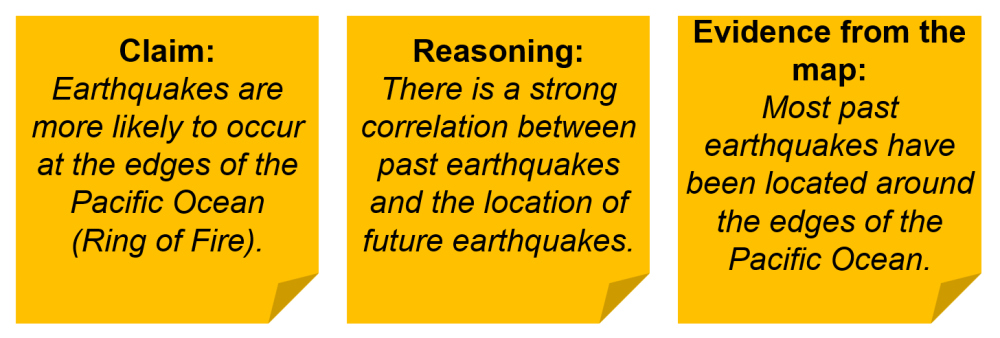 Claim:
Earthquakes are
more likely to occur
at the edges of the
Pacific Ocean
(Ring of Fire).
Reasoning:
There is a strong
correlation between
past earthquakes
and the location of
future earthquakes.
Evidence from the
map:
Most past
earthquakes have
been located around
the edges of the
Pacific Ocean.